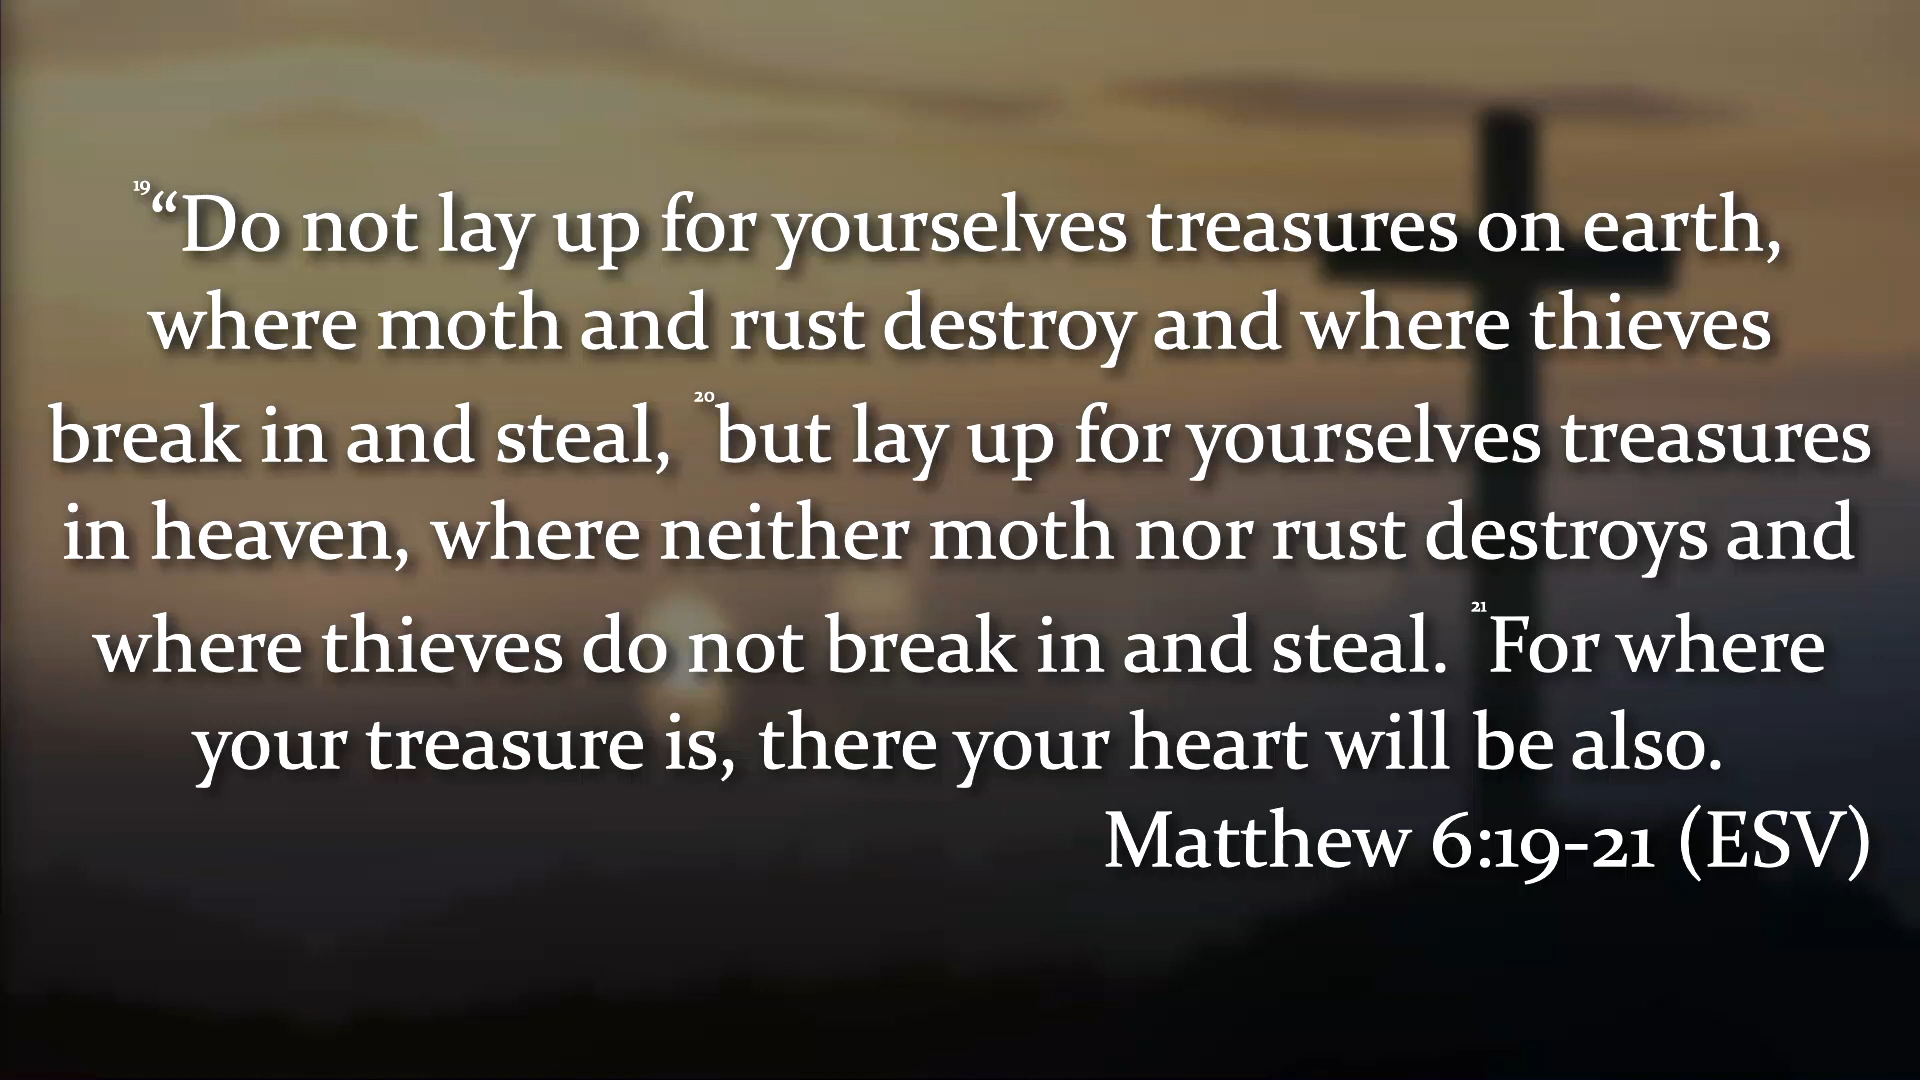 19“Do not lay up for yourselves treasures on earth,
where moth and rust destroy and where thieves
break in and steal, 20but lay up for yourselves treasures
in heaven, where neither moth nor rust destroys and
where thieves do not break in and steal. 21For where
your treasure is, there your heart will be also.
Matthew 6:19-21 (ESV)